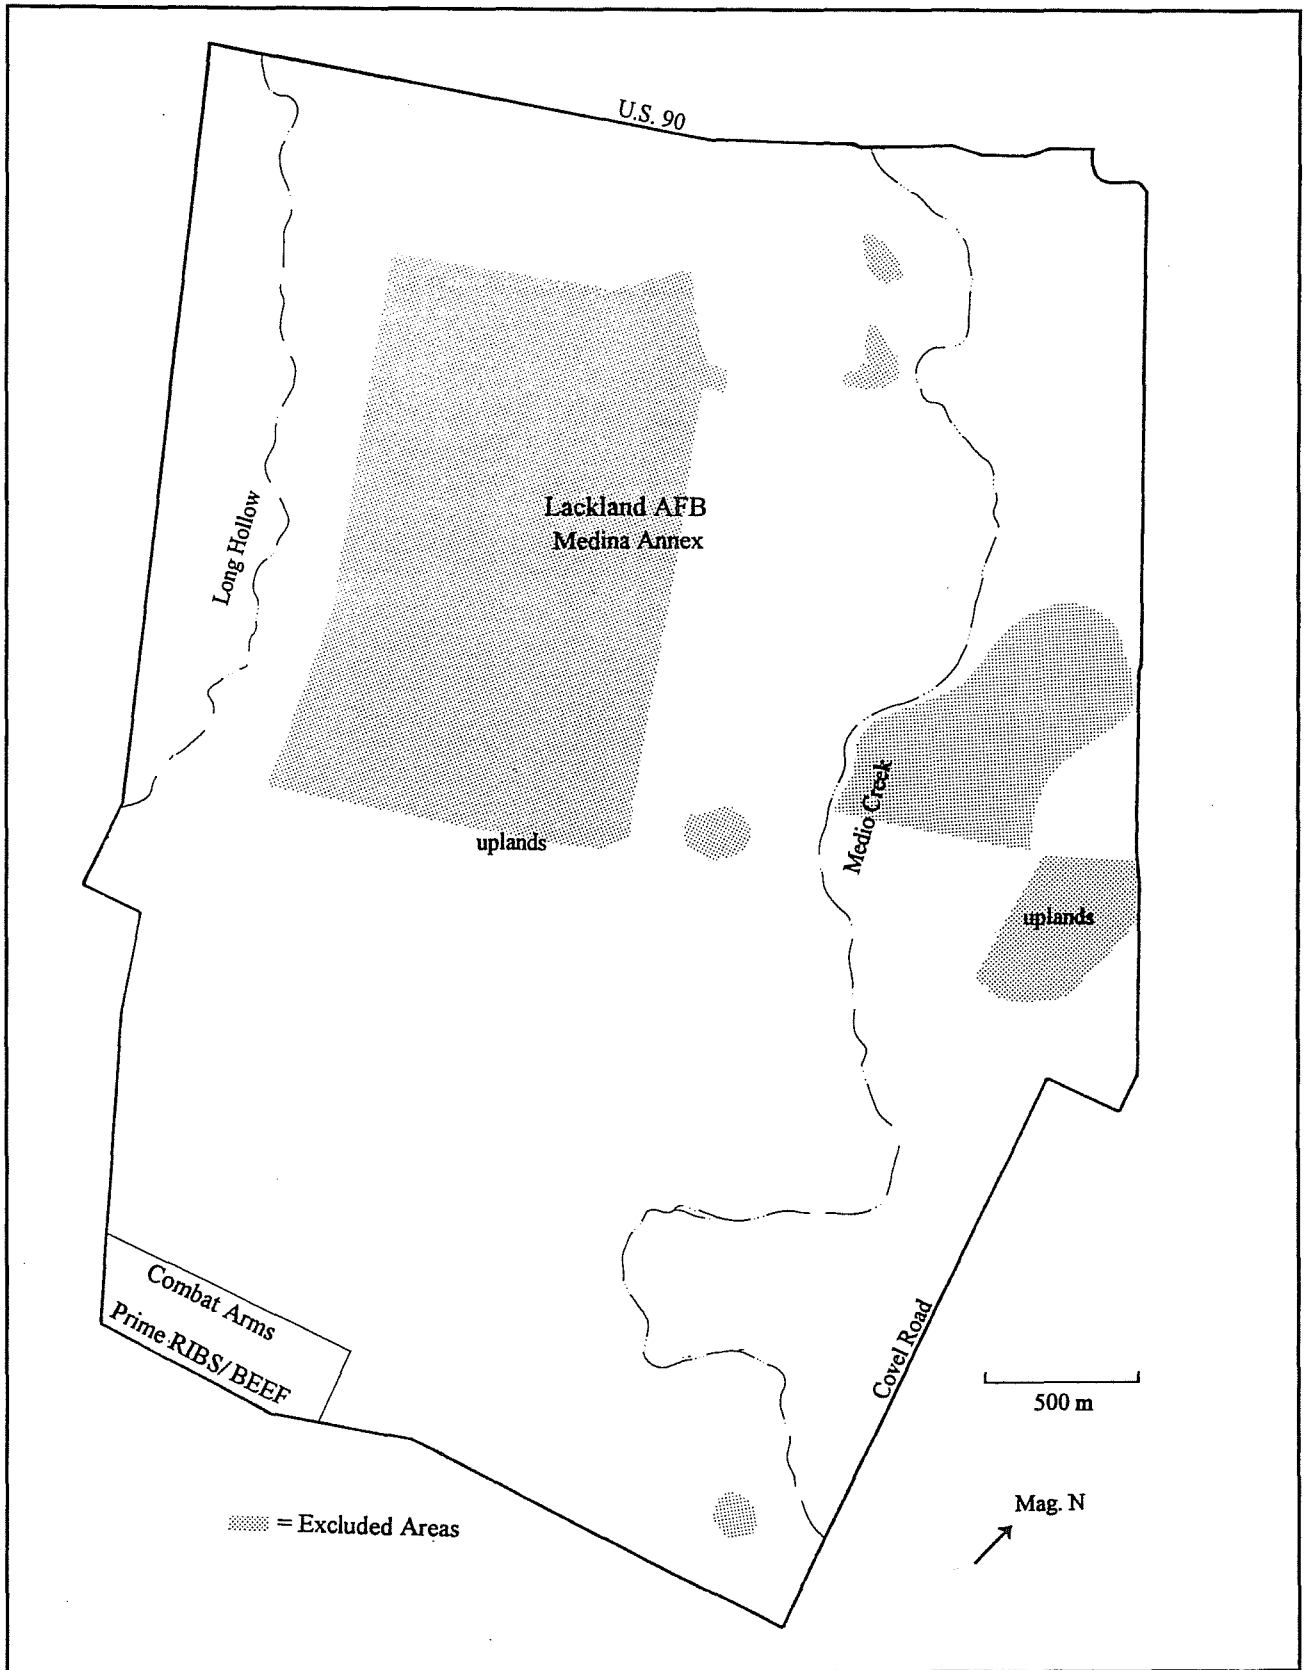 U.S. 90
Lackland AFB
Medina Annex
Long Hollow
Medio Creek
uplands
uplands
Combat Arms
Prime RIBS/ BEEF
Covel Road
500 m
Mag. N
= Excluded Areas